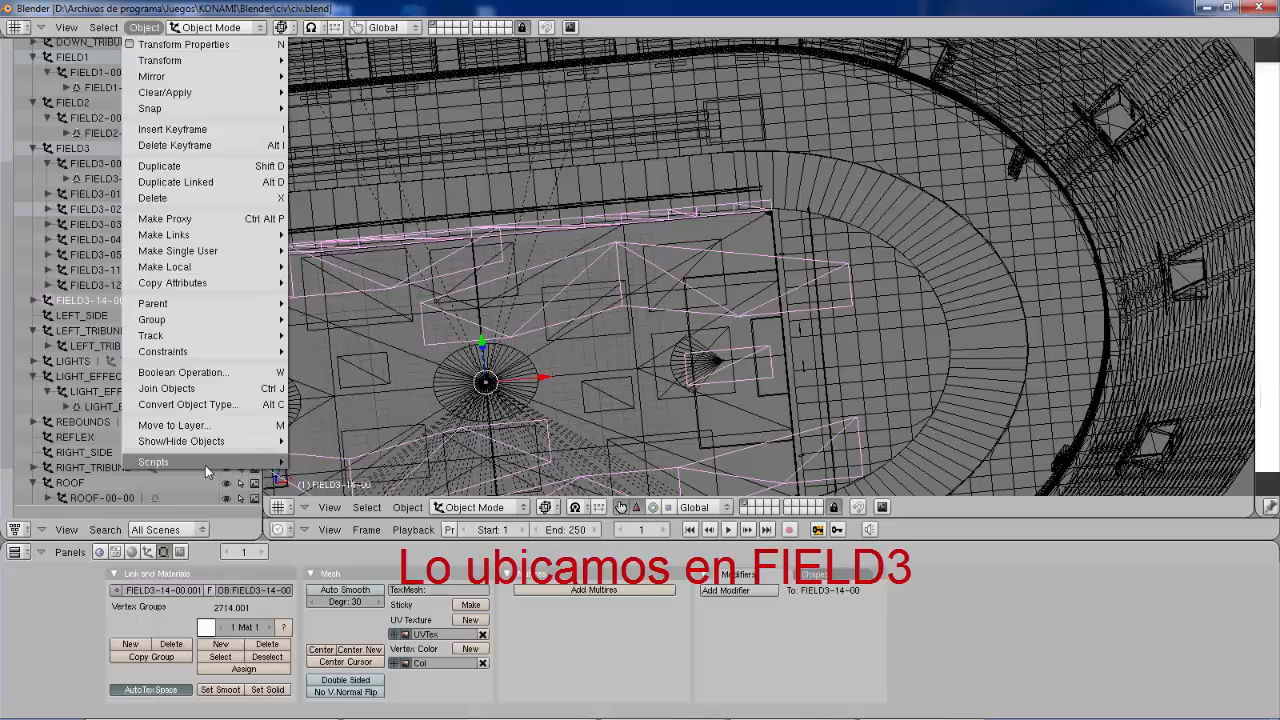 Blender [D:\Archivos de programa\Juegos\KONAMI\Blender\civ\civ.blend]
View Select Object Object Mode Global
DOWN_TRIBU
FIELD1
FIELD1-00
FIELD1-
FIELD2
FIELD2-00
FIELD2-
FIELD3
FIELD3-00
FIELD3-
FIELD3-01
FIELD3-02
FIELD3-03
FIELD3-04
FIELD3-05
FIELD3-11
FIELD3-12
FIELD3-14-00
LEFT_SIDE
LEFT_TRIBUN
LEFT_TRIB
LIGHTS
LIGHT_EFFEC
LIGHT_EF
LIGHT_E
REBOUNDS
REFLEX
RIGHT_SIDE
RIGHT_TRIBUN
ROOF
ROOF-00-00
Transform Properties N
Transform
Mirror
Clear/Apply
Snap
Insert Keyframe I
Delete Keyframe Alt I
Duplicate Shift D
Duplicate Linked Alt D
Delete X
Make Proxy Ctrl Alt P
Make Links
Make Single User
Make Local
Copy Attributes
Parent
Group
Track
Constraints
Boolean Operation... W
Join Objects Ctrl J
Convert Object Type... Alt C
Move to Layer... M
Show/Hide Objects
Scripts
(1) FIELD3-14-00
View Select Object Object Mode Global
View Search All Scenes
View Frame Playback Pr Start: 1 End: 250 1
Panels 1
Lo ubicamos en FIELD3
Link and Materials
:FIELD3-14-00.001 F OB:FIELD3-14-00
Vertex Groups 2714.001
1 Mat 1 ?
New Delete New Delete
Copy Group Select Deselect
Assign
AutoTexSpace Set Smoot Set Solid
Mesh
Auto Smooth
Degr: 30
TexMesh:
Sticky Make
UV Texture New
UVTex
Vertex Color New
Col
Center Center New
Center Cursor
Double Sided
No V.Normal Flip
Add Multires
Modifiers Shapes
Add Modifier To: FIELD3-14-00